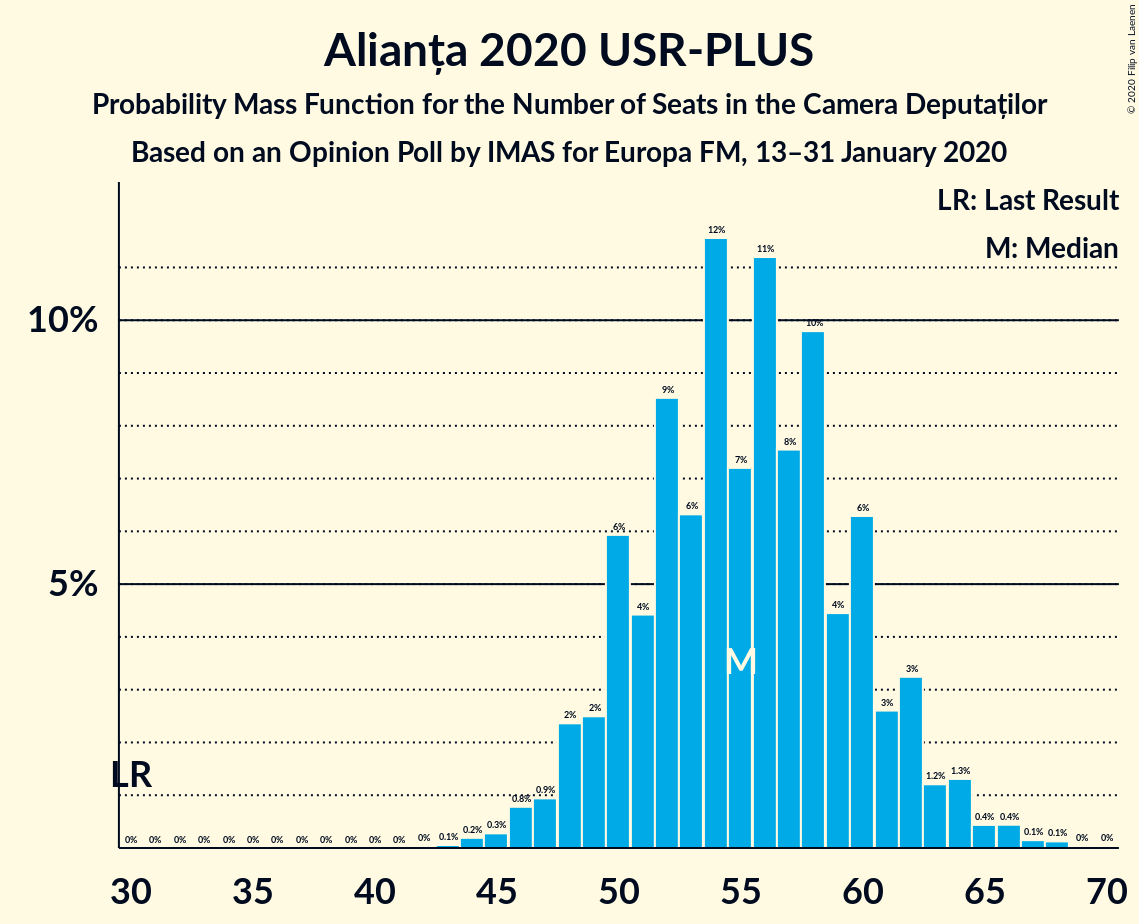 Alianța 2020 USR-PLUS
Probability Mass Function for the Number of Seats in the Camera Deputaților
Based on an Opinion Poll by IMAS for Europa FM, 13–31 January 2020
© 2020 Filip van Laenen
LR: Last Result
M: Median
10%
5%
LR
M
0% 0% 0% 0% 0% 0% 0% 0% 0% 0% 0% 0% 0% 0.1% 0.2% 0.3% 0.8% 0.9% 2% 2% 6% 4% 9% 6% 12% 7% 11% 8% 10% 4% 6% 3% 3% 1.2% 1.3% 0.4% 0.4% 0.1% 0.1% 0% 0%
30 35 40 45 50 55 60 65 70